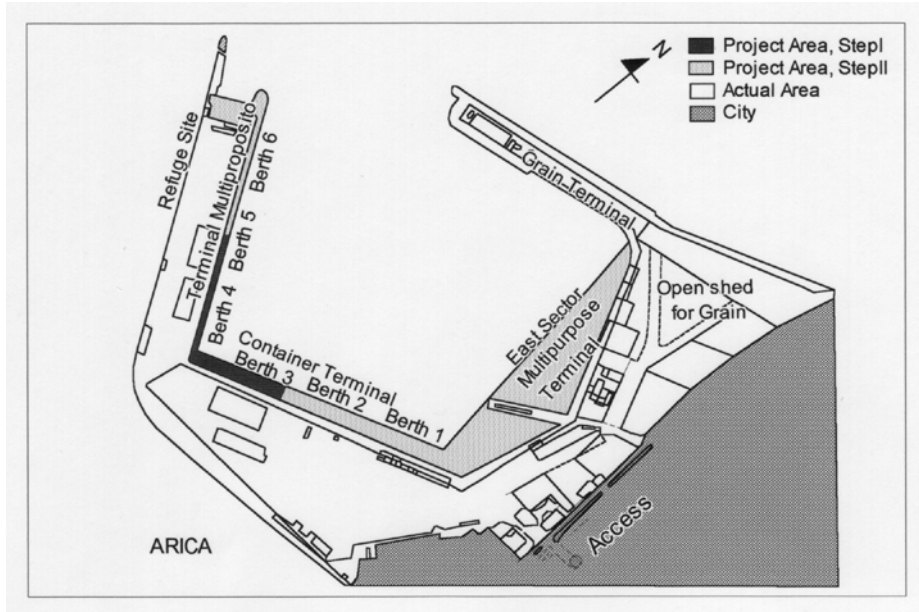 N
Project Area, StepI
Project Area, StepII
Actual Area
City
Refuge Site
Terminal Multiproposito
Berth 6
Berth 5
Berth 4
Grain Terminal
Open shed
for Grain
East Sector
Multipurpose
Terminal
Container Terminal
Berth 3
Berth 2
Berth 1
Access
ARICA